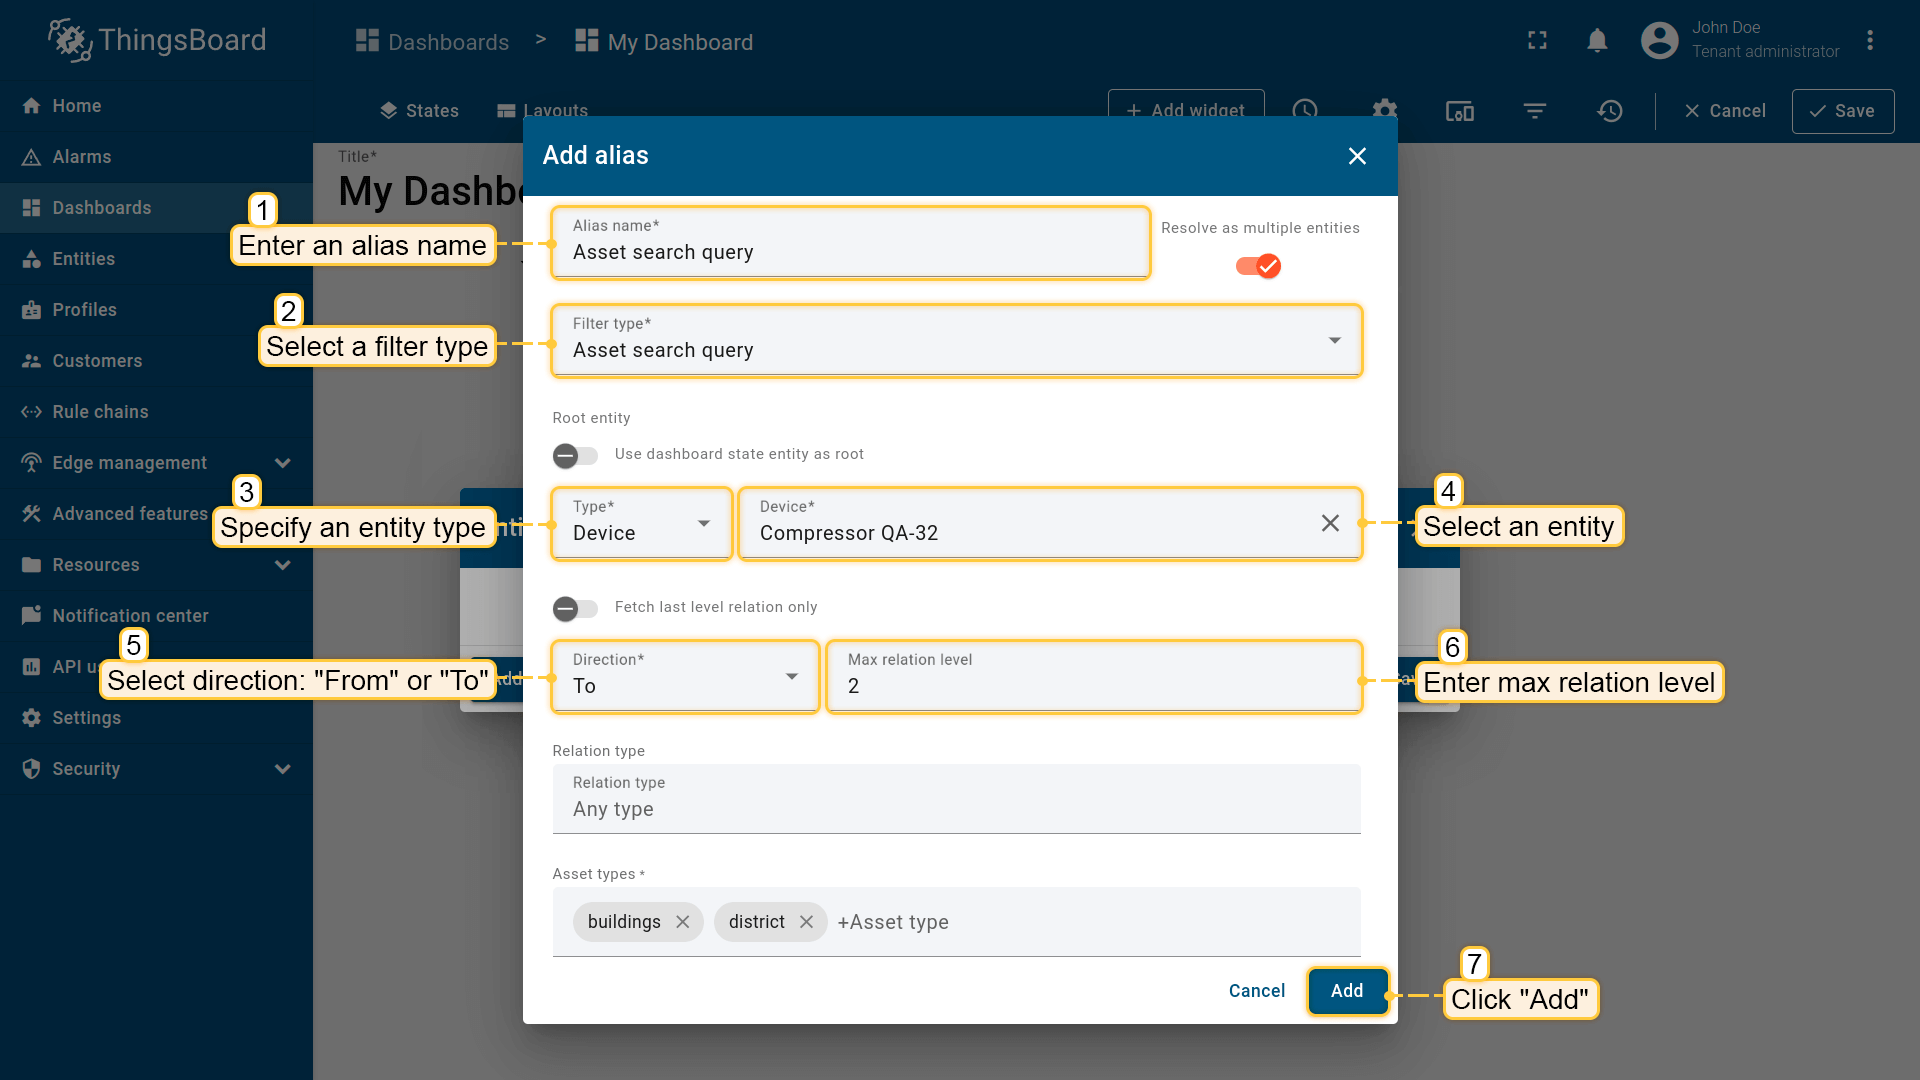 ThingsBoard
Dashboards > My Dashboard
John Doe
Tenant administrator
Home
Alarms
Dashboards
Entities
Profiles
Customers
Rule chains
Edge management
Advanced features
Resources
Notification center
API u
Settings
Security
States
Layouts
+ Add widget
Cancel
Save
Title*
My Dashb
Add alias
1
Enter an alias name
Alias name*
Asset search query
Resolve as multiple entities
2
Select a filter type
Filter type*
Asset search query
Root entity
Use dashboard state entity as root
3
Specify an entity type
Type*
Device
Device*
Compressor QA-32
4
Select an entity
Fetch last level relation only
5
Select direction: "From" or "To"
Direction*
To
Max relation level
2
6
Enter max relation level
Relation type
Relation type
Any type
Asset types *
buildings
district
+Asset type
Cancel
Add
7
Click "Add"